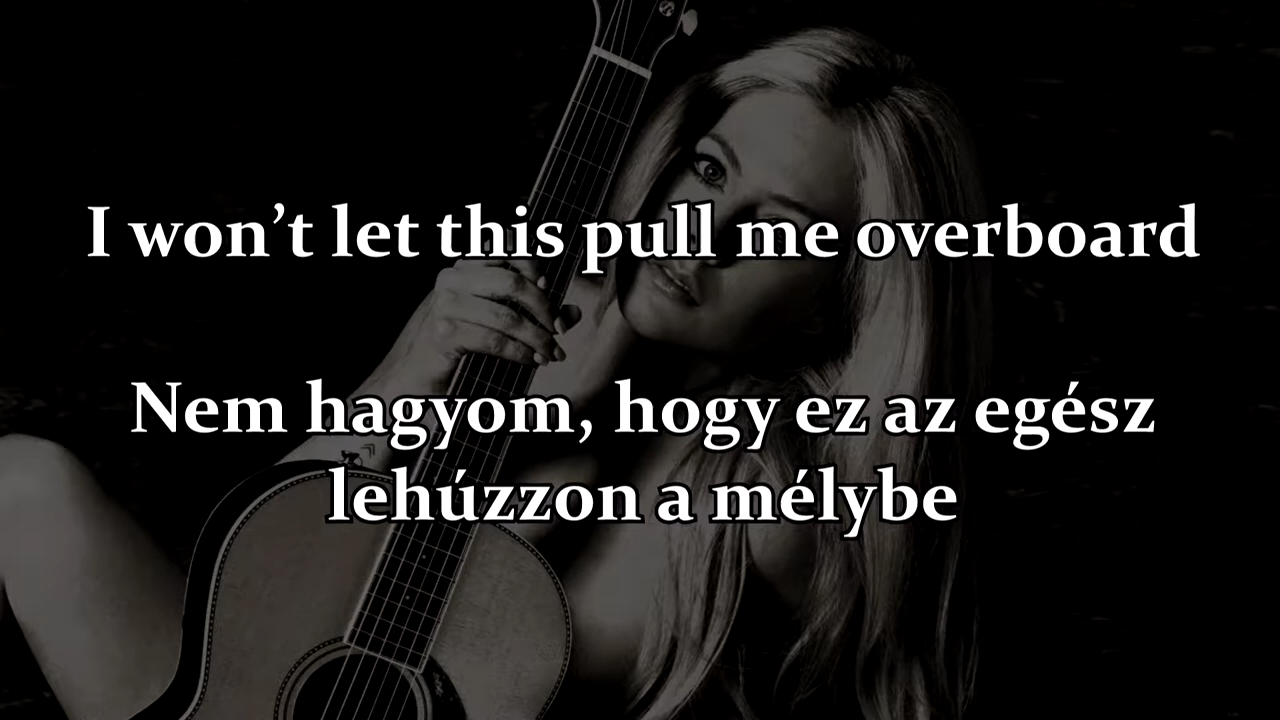 I won’t let this pull me overboard
Nem hagyom, hogy ez az egész
lehúzzon a mélybe